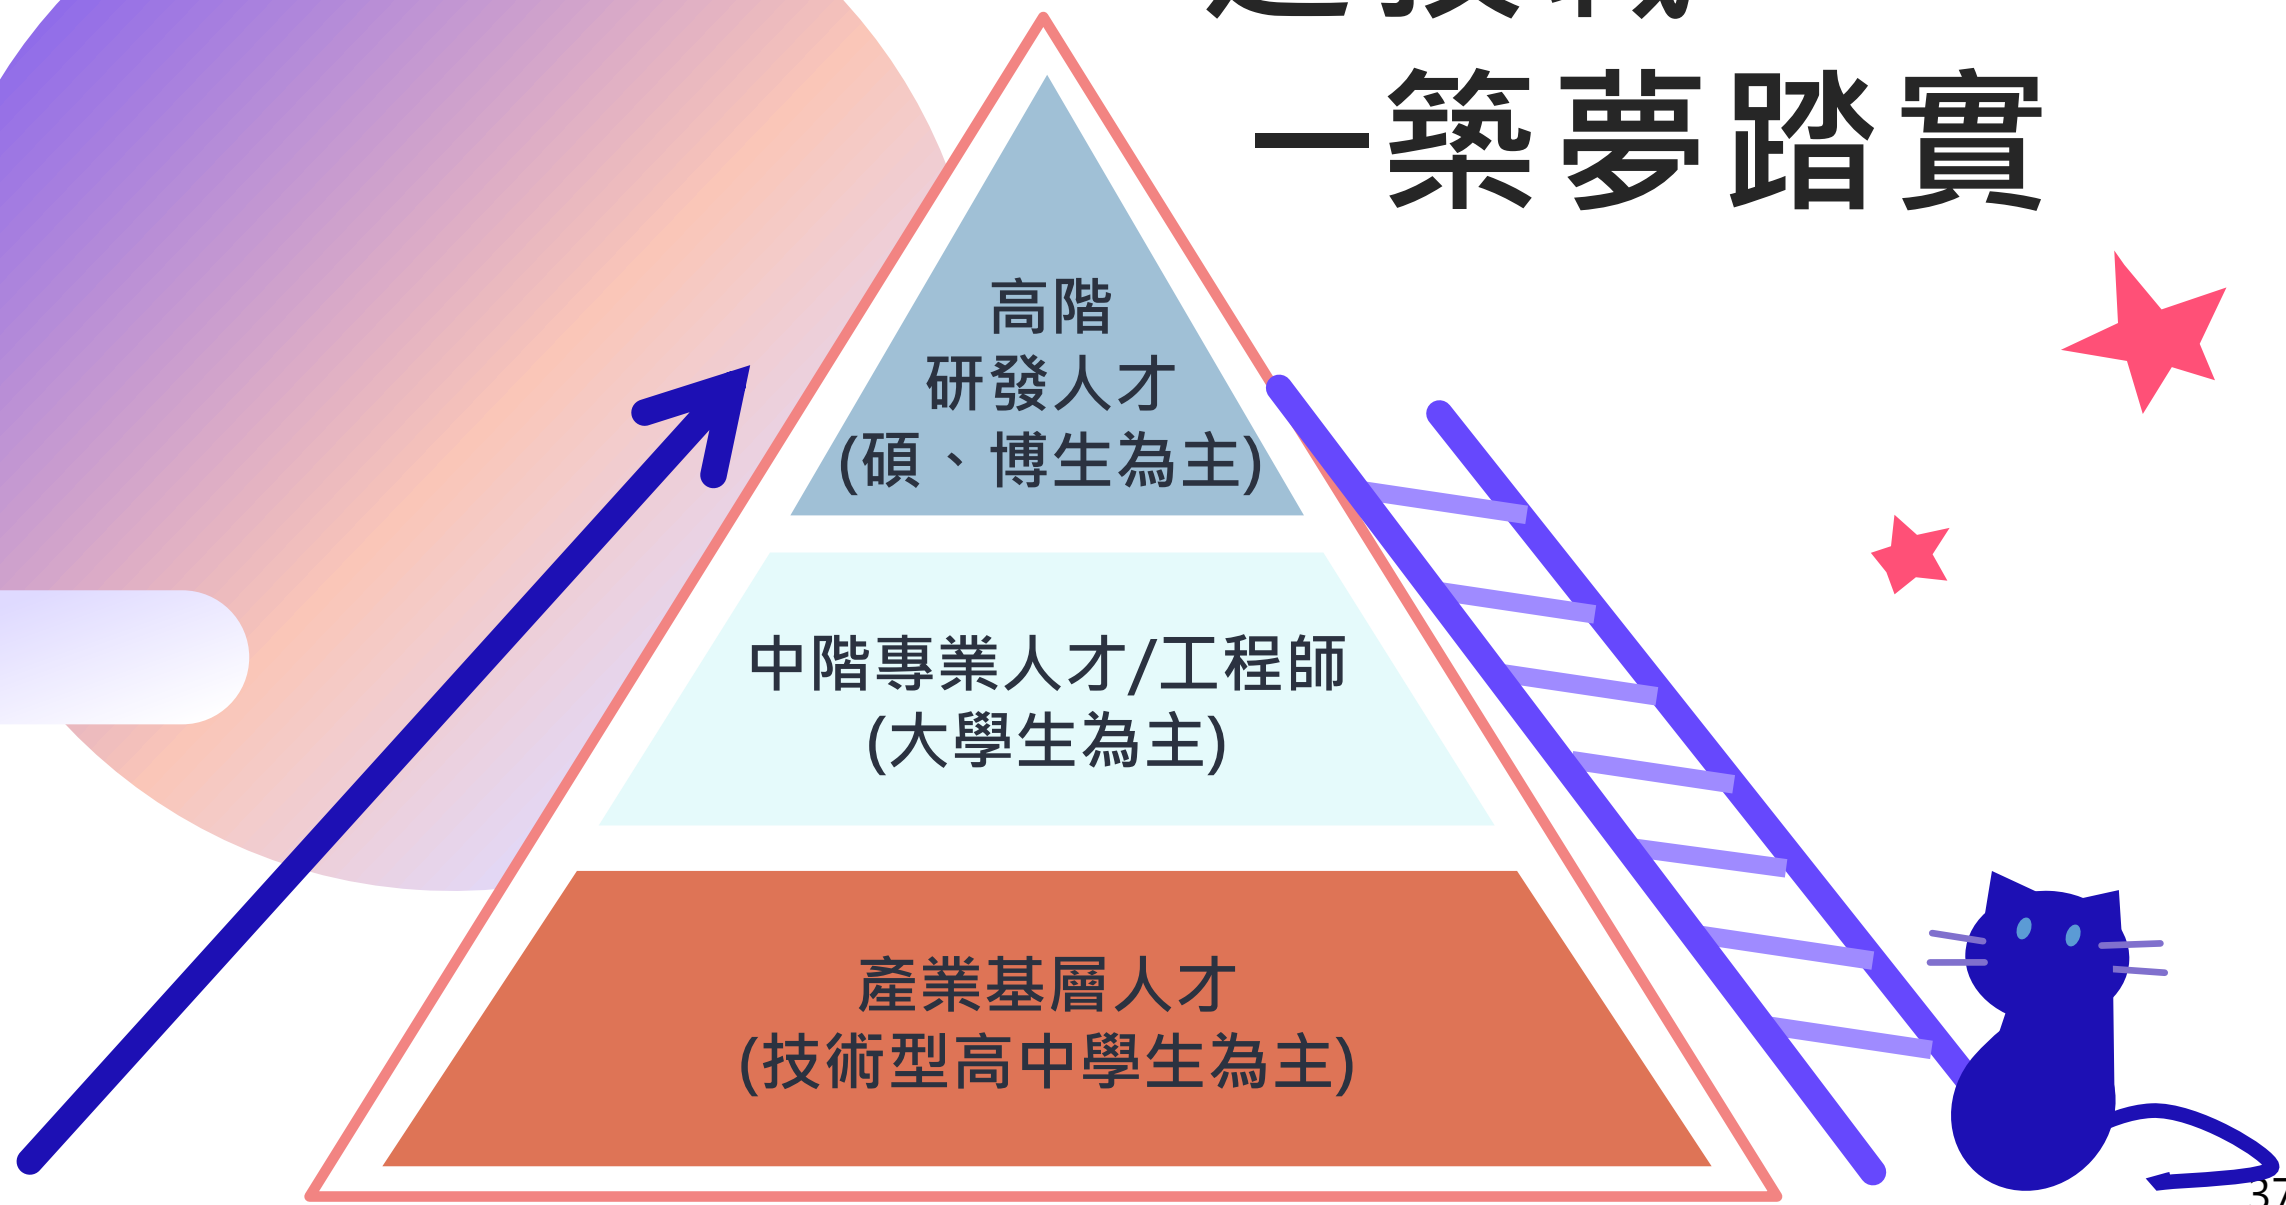 —築夢踏實
高階
研發人才
(碩、博生為主)
中階專業人才/工程師
(大學生為主)
產業基層人才
(技術型高中學生為主)
37